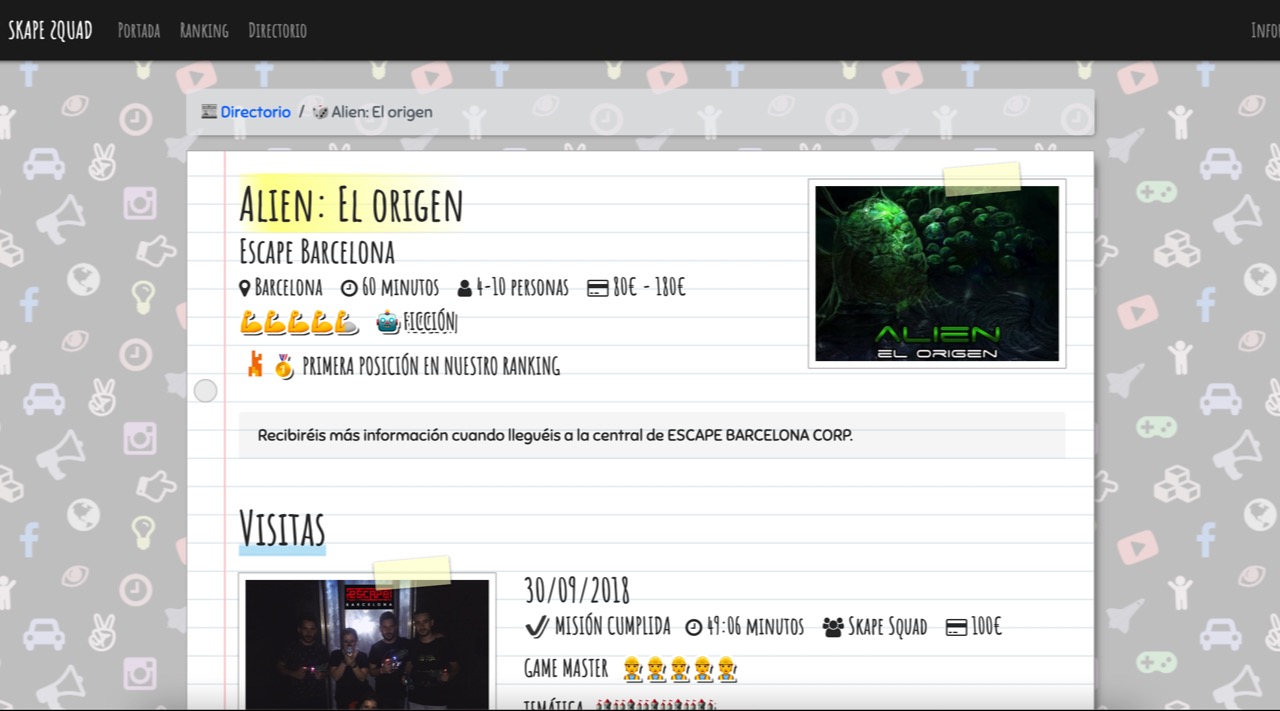 SKAPE SQUAD Portada Ranking Directorio
Directorio / Alien: El origen
Alien: El origen
Escape Barcelona
Barcelona 60 minutos 4-10 personas 80€ - 180€
Ficción
Primera posición en nuestro ranking
ALIEN
EL ORIGEN
Recibiréis más información cuando lleguéis a la central de ESCAPE BARCELONA CORP.
Visitas
ESCAPE
BARCELONA
30/09/2018
Misión cumplida 49:06 minutos Skape Squad 100€
Game Master
Temática